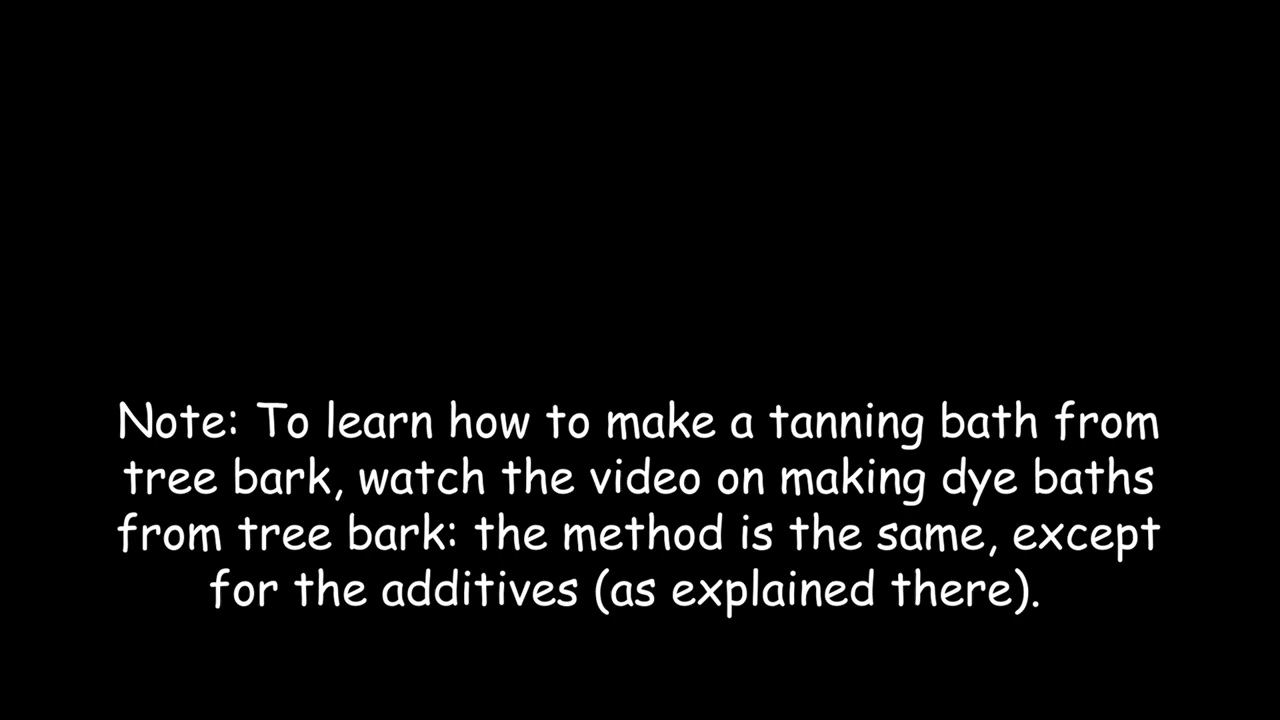 Note: To learn how to make a tanning bath from
tree bark, watch the video on making dye baths
from tree bark: the method is the same, except
for the additives (as explained there).